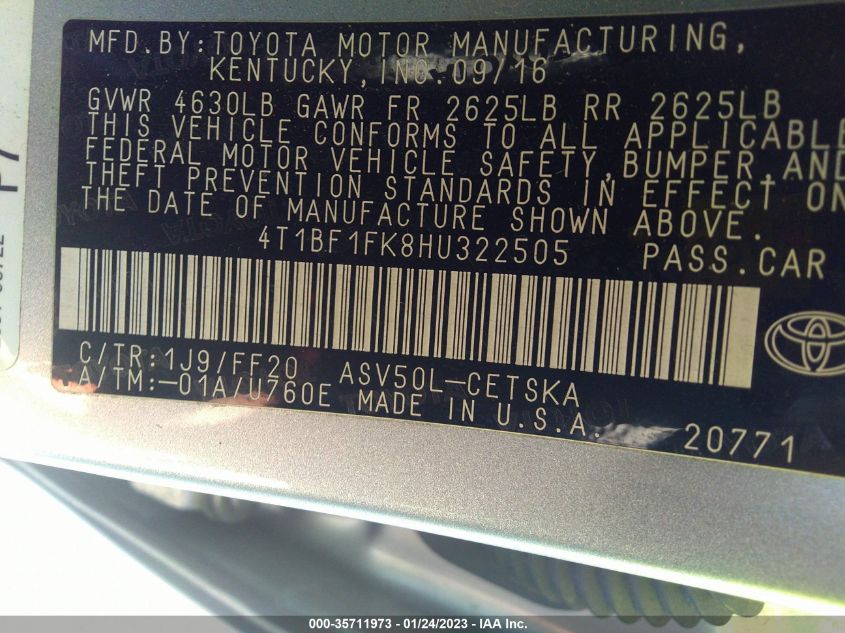 MFD.BY:TOYOTA MOTOR MANUFACTURING,
KENTUCKY,INC.09/16
GVWR 4630LB GAWR FR 2625LB RR 2625LB
THIS VEHICLE CONFORMS TO ALL APPLICABLE
FEDERAL MOTOR VEHICLE SAFETY,BUMPER,AND
THEFT PREVENTION STANDARDS IN EFFECT ON
THE DATE OF MANUFACTURE SHOWN ABOVE.
4T1BF1FK8HU322505 PASS.CAR
C/TR:1J9/FF20 ASV50L-CETSKA
A/TM:-01A/U760E MADE IN U.S.A.
20771
000-35711973 - 01/24/2023 - IAA Inc.